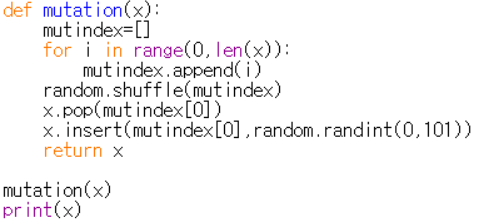 def mutation(x):
    mutindex=[]
    for i in range(0,len(x)):
        mutindex.append(i)
    random.shuffle(mutindex)
    x.pop(mutindex[0])
    x.insert(mutindex[0],random.randint(0,101))
    return x

mutation(x)
print(x)